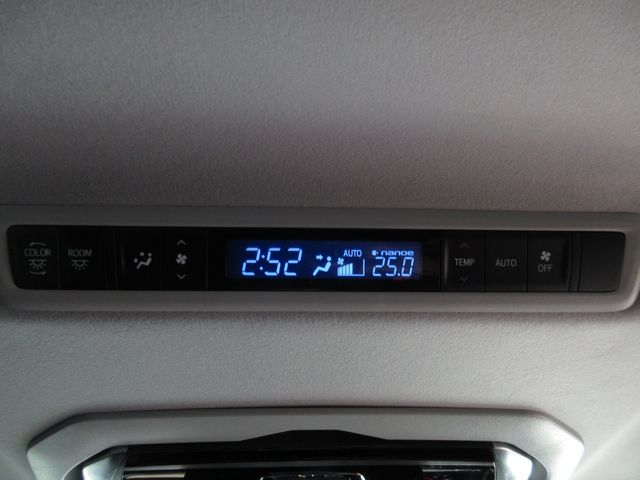 COLOR
ROOM
2:52
AUTO
nanoe
25.0
TEMP
AUTO
OFF